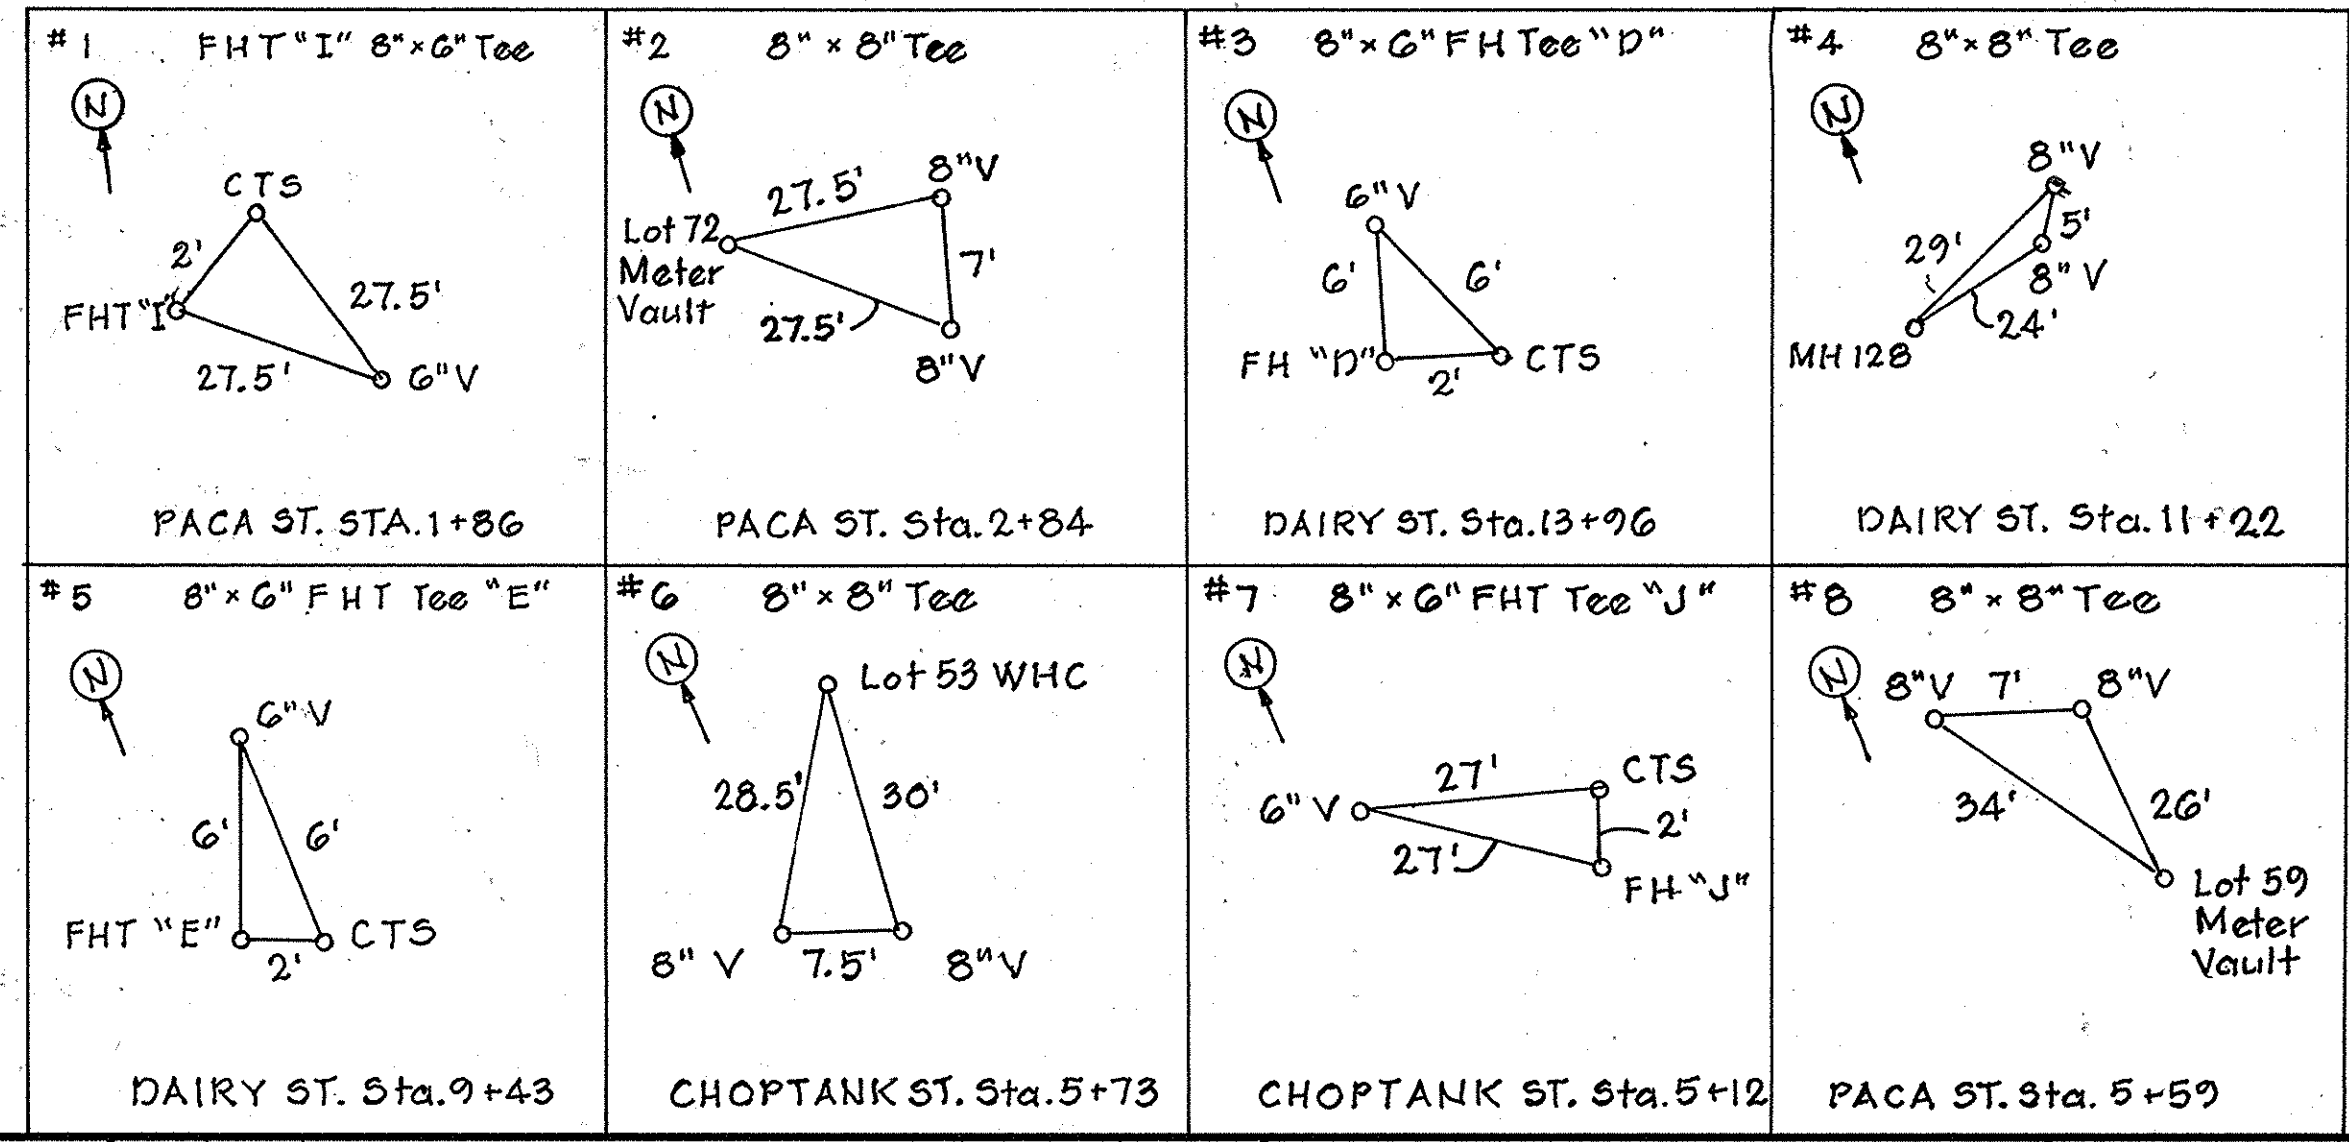 #1 FHT "I" 8"×6" Tee
N
CTS
2'
27.5'
FHT "I"
27.5'
6"V
PACA ST. STA.1+86
#2 8"×8" Tee
N
8"V
27.5'
Lot 72
Meter
Vault
7'
27.5'
8"V
PACA ST. Sta.2+84
#3 8"×6" FH Tee "D"
N
6"V
6'
6'
FH "D"
2'
CTS
DAIRY ST. Sta.13+96
#4 8"×8" Tee
N
8"V
5'
29'
8"V
24'
MH 128
DAIRY ST. Sta.11+22
#5 8"×6" FHT Tee "E"
N
6"V
6'
6'
FHT "E"
CTS
2'
DAIRY ST. Sta.9+43
#6 8"×8" Tee
N
Lot 53 WHC
28.5'
30'
8" V
7.5'
8"V
CHOPTANK ST. Sta.5+73
#7 8"×6" FHT Tee "J"
N
27'
CTS
6" V
2'
27'
FH "J"
CHOPTANK ST. Sta.5+12
#8 8"×8" Tee
N
8"V
7'
8"V
34'
26'
Lot 59
Meter
Vault
PACA ST. Sta. 5+59